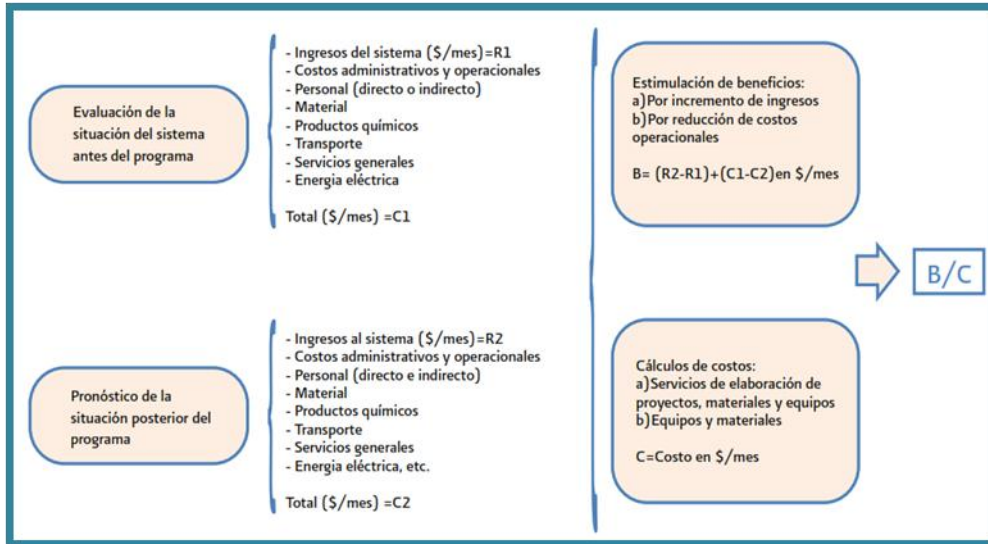 Evaluación de la
situación del sistema
antes del programa
- Ingresos del sistema ($/mes)=R1
- Costos administrativos y operacionales
- Personal (directo o indirecto)
- Material
- Productos químicos
- Transporte
- Servicios generales
- Energia eléctrica
Total ($/mes) =C1
Pronóstico de la
situación posterior del
programa
- Ingresos al sistema ($/mes)=R2
- Costos administrativos y operacionales
- Personal (directo e indirecto)
- Material
- Productos químicos
- Transporte
- Servicios generales
- Energia eléctrica, etc.
Total ($/mes) =C2
Estimulación de beneficios:
a)Por incremento de ingresos
b)Por reducción de costos
operacionales
B= (R2-R1)+(C1-C2)en $/mes
Cálculos de costos:
a)Servicios de elaboración de
proyectos, materiales y equipos
b)Equipos y materiales
C=Costo en $/mes
B/C